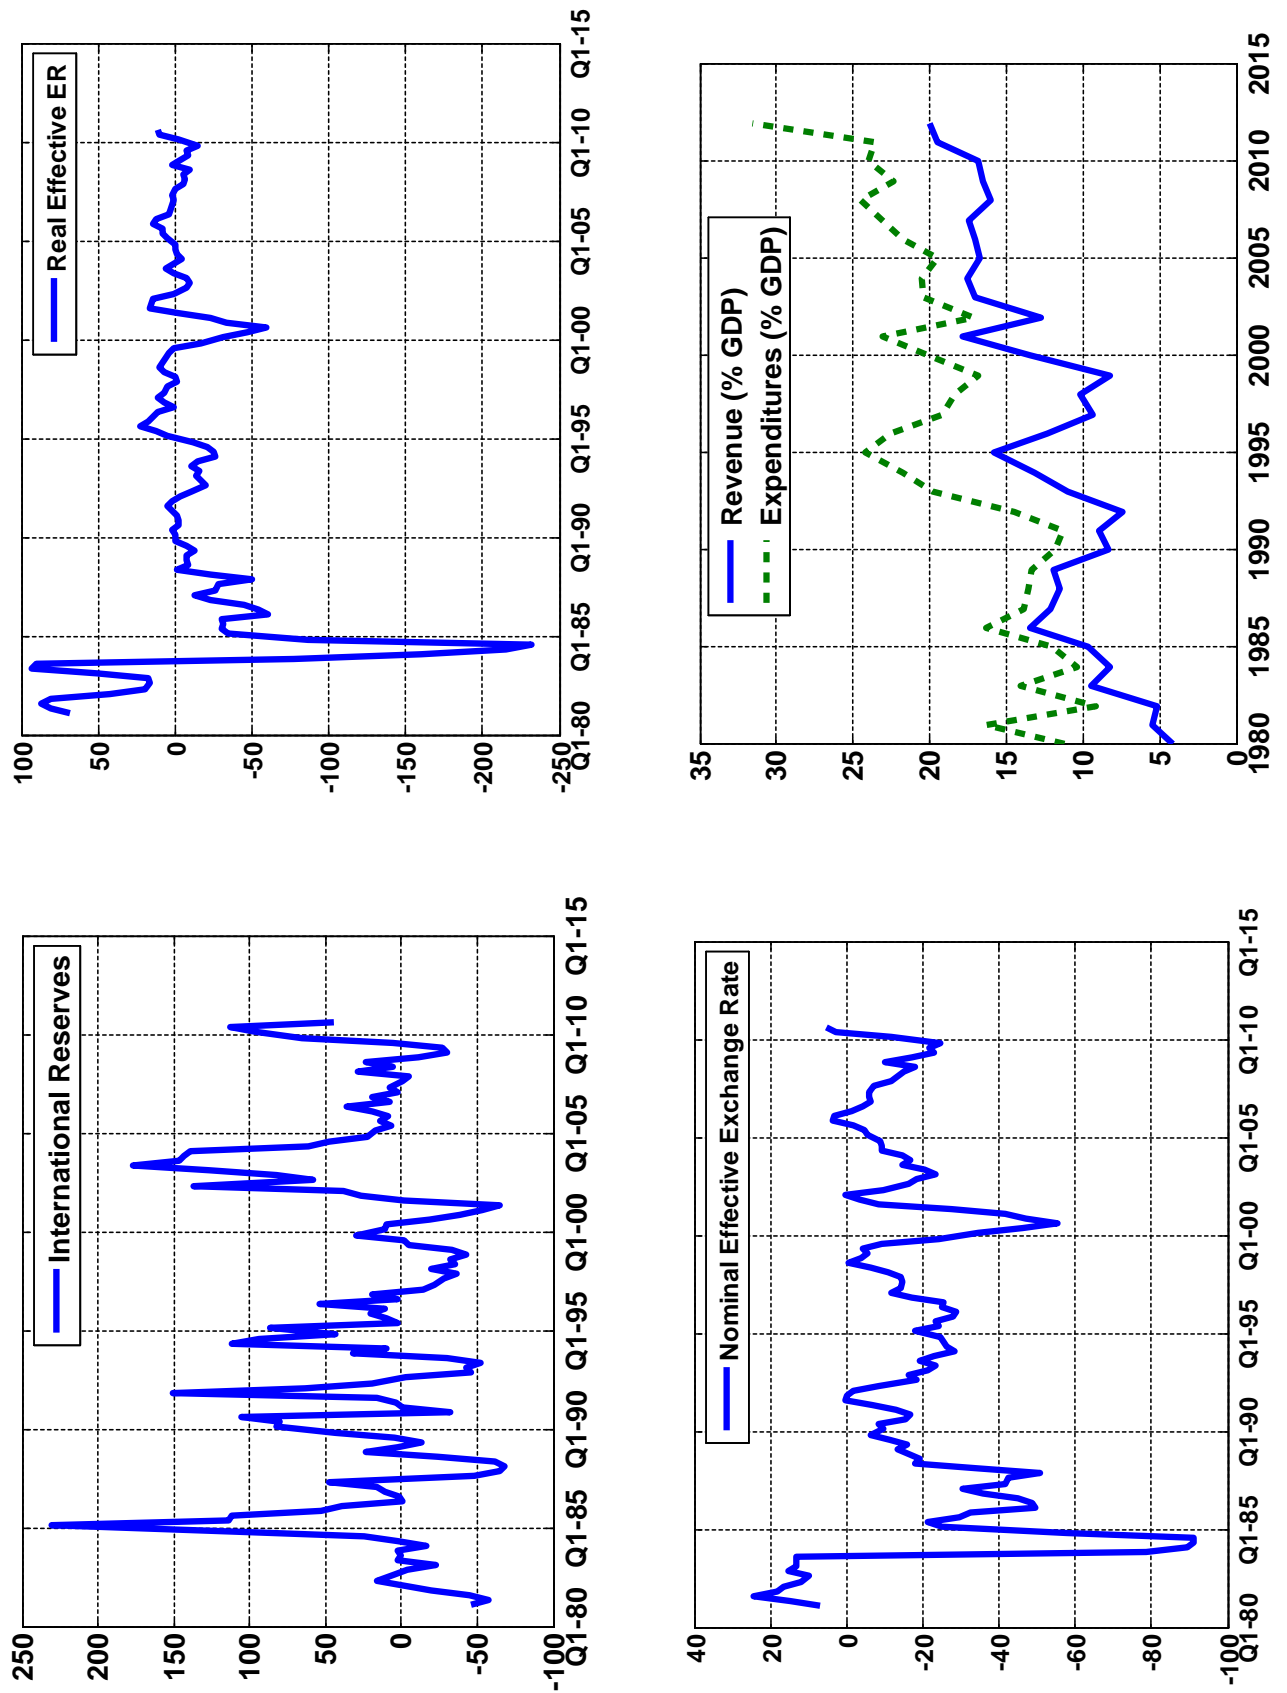 International Reserves
250
200
150
100
50
0
-50
-100
Q1-80
Q1-85
Q1-90
Q1-95
Q1-00
Q1-05
Q1-10
Q1-15
Real Effective ER
100
50
0
-50
-100
-150
-200
-250
Q1-80
Q1-85
Q1-90
Q1-95
Q1-00
Q1-05
Q1-10
Q1-15
Nominal Effective Exchange Rate
40
20
0
-20
-40
-60
-80
-100
Q1-80
Q1-85
Q1-90
Q1-95
Q1-00
Q1-05
Q1-10
Q1-15
Revenue (% GDP)
Expenditures (% GDP)
35
30
25
20
15
10
5
0
1980
1985
1990
1995
2000
2005
2010
2015